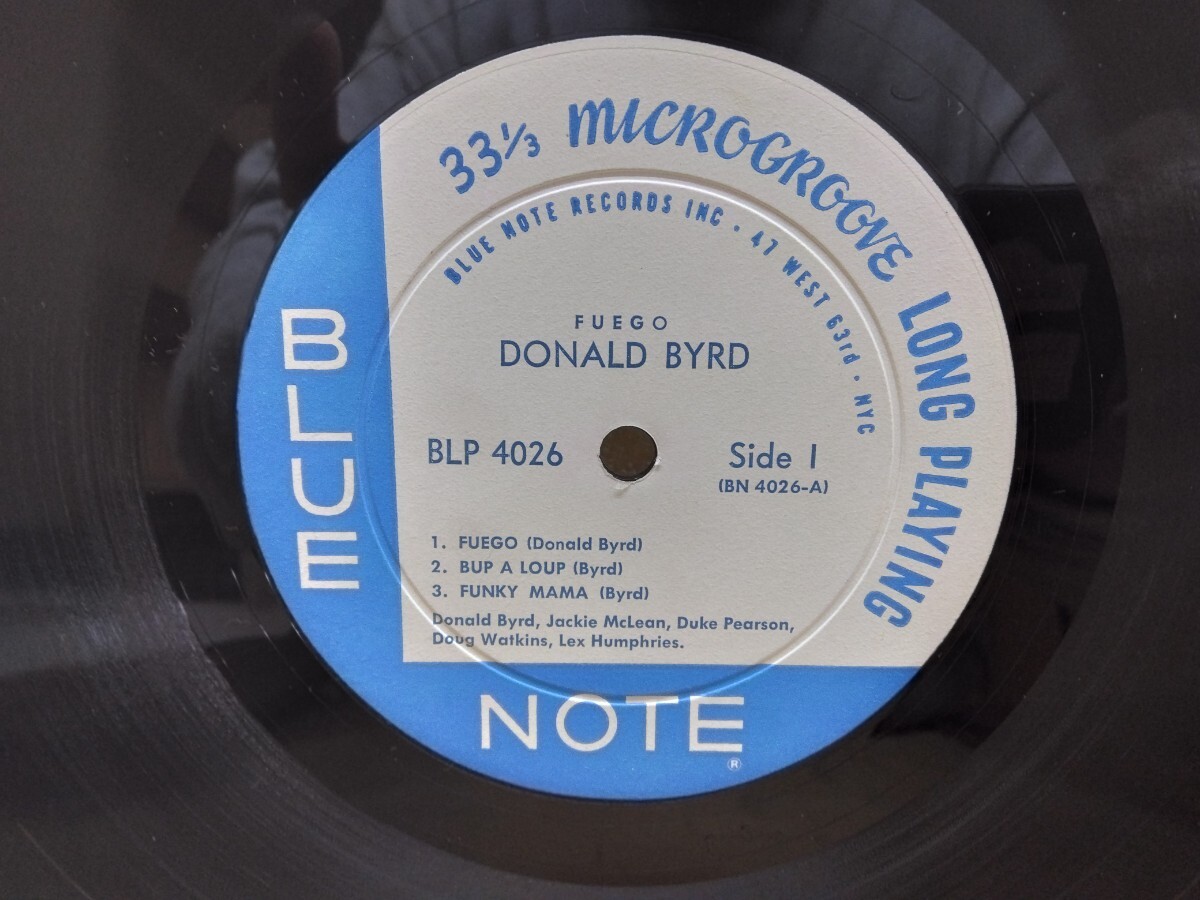 33⅓ MICROGROOVE LONG PLAYING
BLUE NOTE RECORDS INC · 47 WEST 63rd · NYC
FUEGO
DONALD BYRD
BLP 4026
Side 1
(BN 4026-A)
1. FUEGO (Donald Byrd)
2. BUP A LOUP (Byrd)
3. FUNKY MAMA (Byrd)
Donald Byrd, Jackie McLean, Duke Pearson,
Doug Watkins, Lex Humphries.
BLUE
NOTE
®